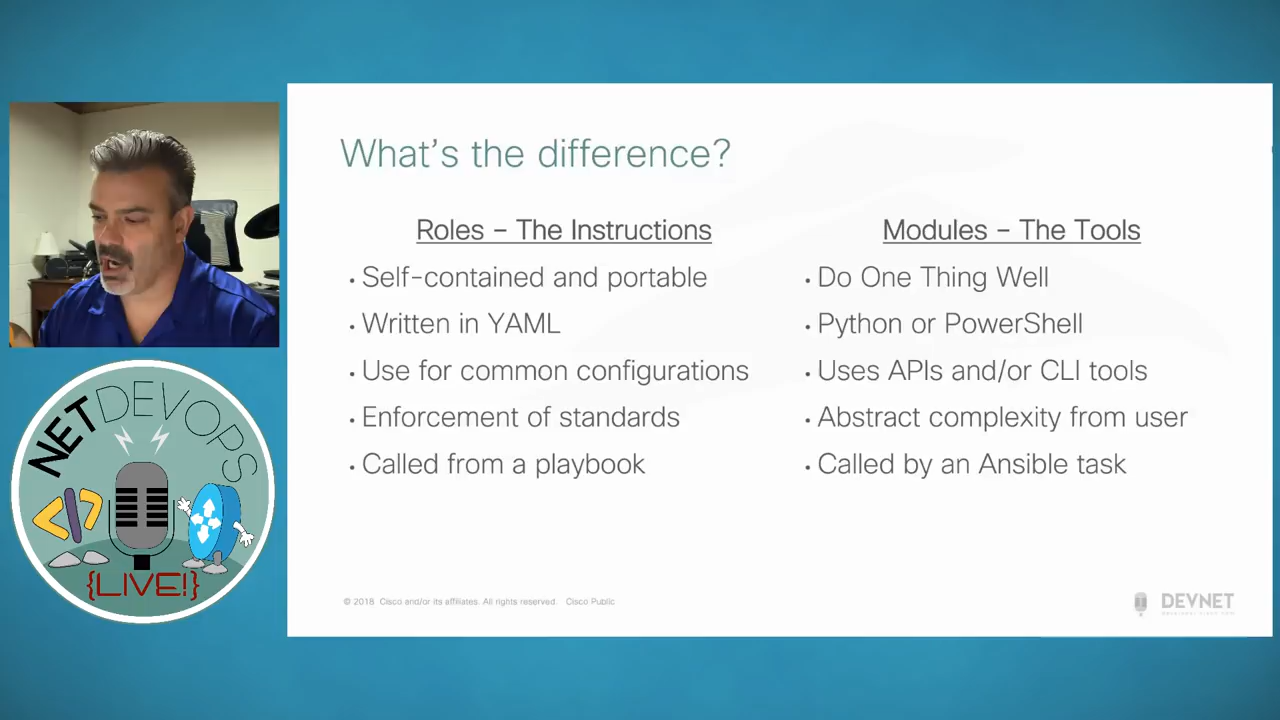 What's the difference?
Roles – The Instructions
• Self-contained and portable
• Written in YAML
• Use for common configurations
• Enforcement of standards
• Called from a playbook
Modules – The Tools
• Do One Thing Well
• Python or PowerShell
• Uses APIs and/or CLI tools
• Abstract complexity from user
• Called by an Ansible task
NETDEVOPS
</>
{LIVE!}
© 2018 Cisco and/or its affiliates. All rights reserved. Cisco Public
DEVNET